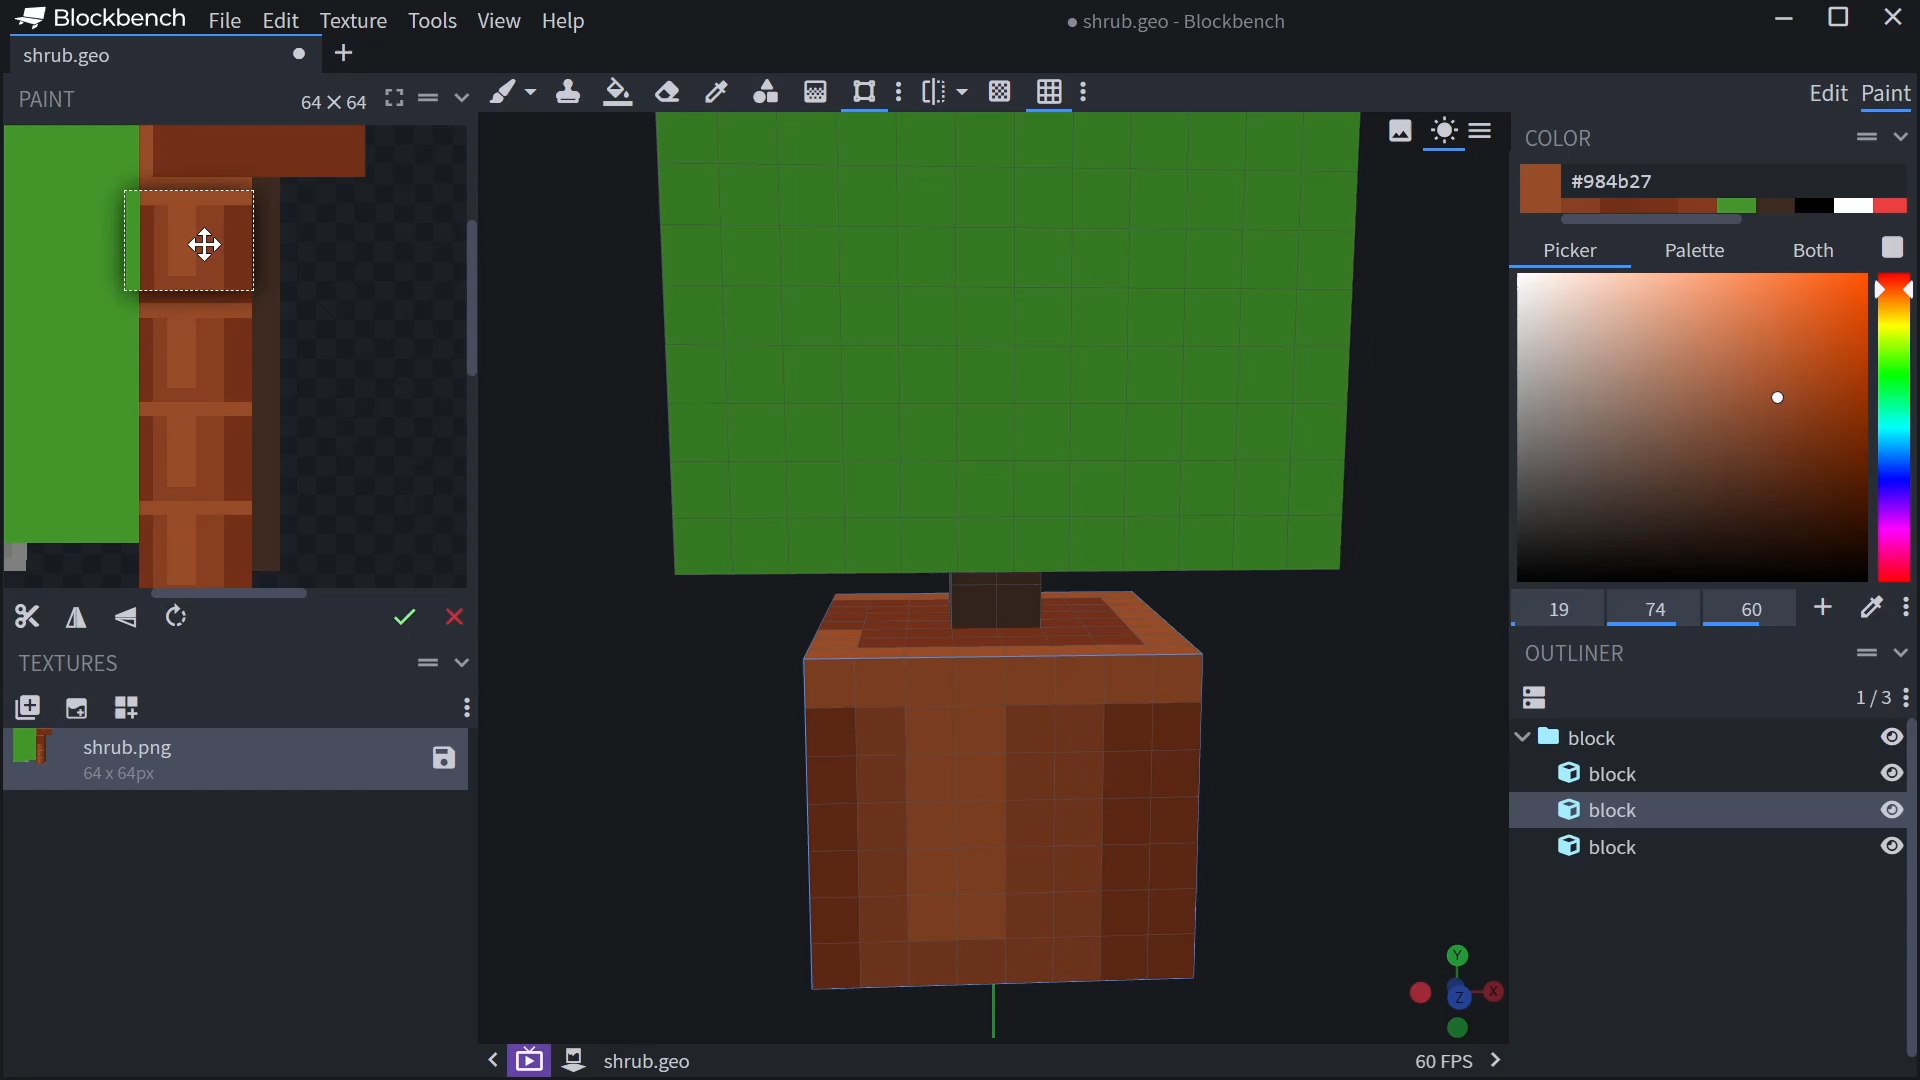 Blockbench File Edit Texture Tools View Help
● shrub.geo - Blockbench
shrub.geo
PAINT
64×64
Edit Paint
COLOR
#984b27
Picker Palette Both
19 74 60
TEXTURES
shrub.png
64 x 64px
OUTLINER
1 / 3
block
block
block
block
Y
X
Z
shrub.geo
60 FPS